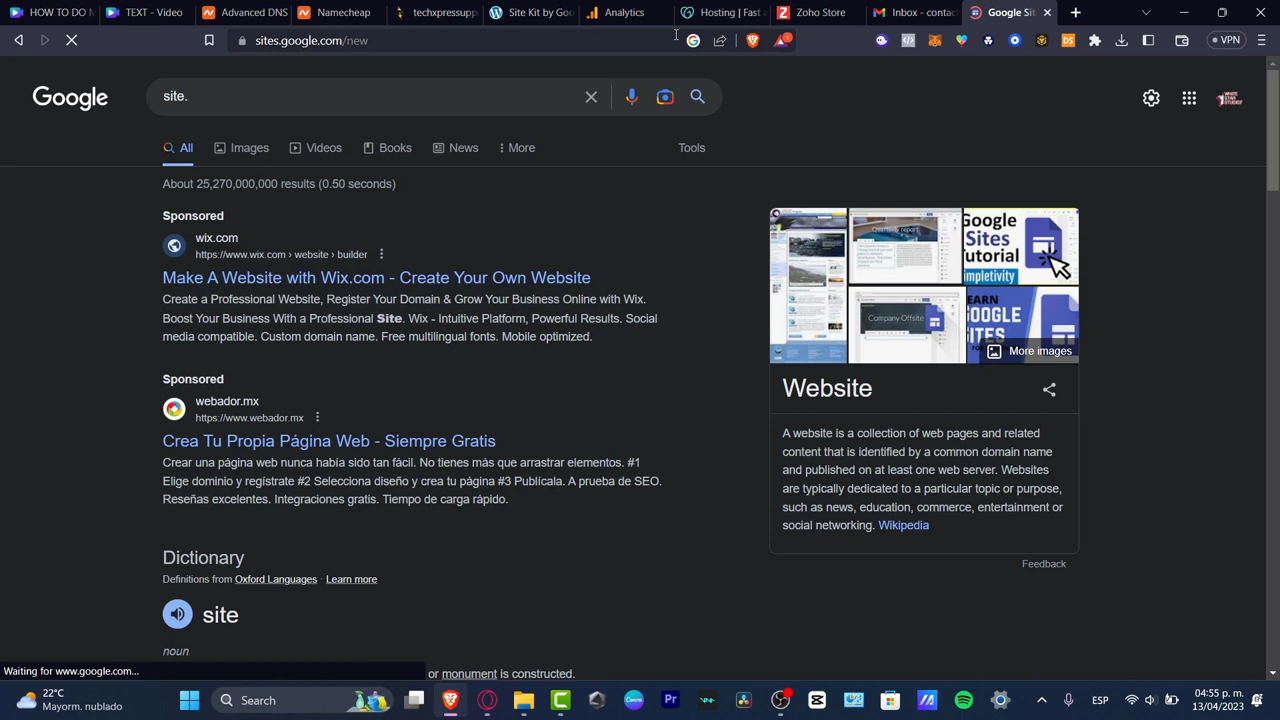 HOW TO DO M
TEXT - Video
Advanced DNS
Namecheap
techxpressupp
Site Kit by Goo
Analytics
Hosting | Fast a
Zoho Store
Inbox - contac
Google Sit
sites.google.com/new
VPN
Google
site.
All
Images
Videos
Books
News
More
Tools
About 25,270,000,000 results (0.50 seconds)
Sponsored
wix.com
https://www.wix.com › website › builder
Make A Website with Wix.com - Create Your Own Website
Create a Professional Website, Register Your Domain & Grow Your Business Online with Wix.
Boost Your Business With a Professional Site. Wix - Intuitive Platform Powerful Results. Social
media compatible. Custom domain name. Free multilingual fonts. Mobile optimized.
Sponsored
webador.mx
https://www.webador.mx
Crea Tu Propia Página Web - Siempre Gratis
Crear una página web nunca había sido tan fácil. No tienes más que arrastrar elementos. #1
Elige dominio y regístrate #2 Selecciona diseño y crea tu página #3 Publícala. A prueba de SEO.
Reseñas excelentes. Integraciones gratis. Tiempo de carga rápido.
Dictionary
Definitions from Oxford Languages · Learn more
site
noun
or monument is constructed.
Quarterly report
Google
Sites
Tutorial
impletivity
Company Offsite
LEARN
GOOGLE
SITES
More images
Website
A website is a collection of web pages and related
content that is identified by a common domain name
and published on at least one web server. Websites
are typically dedicated to a particular topic or purpose,
such as news, education, commerce, entertainment or
social networking. Wikipedia
Feedback
Waiting for www.google.com...
22°C
Mayorm. nublado
Search
ESP
04:55 p. m.
13/04/2023